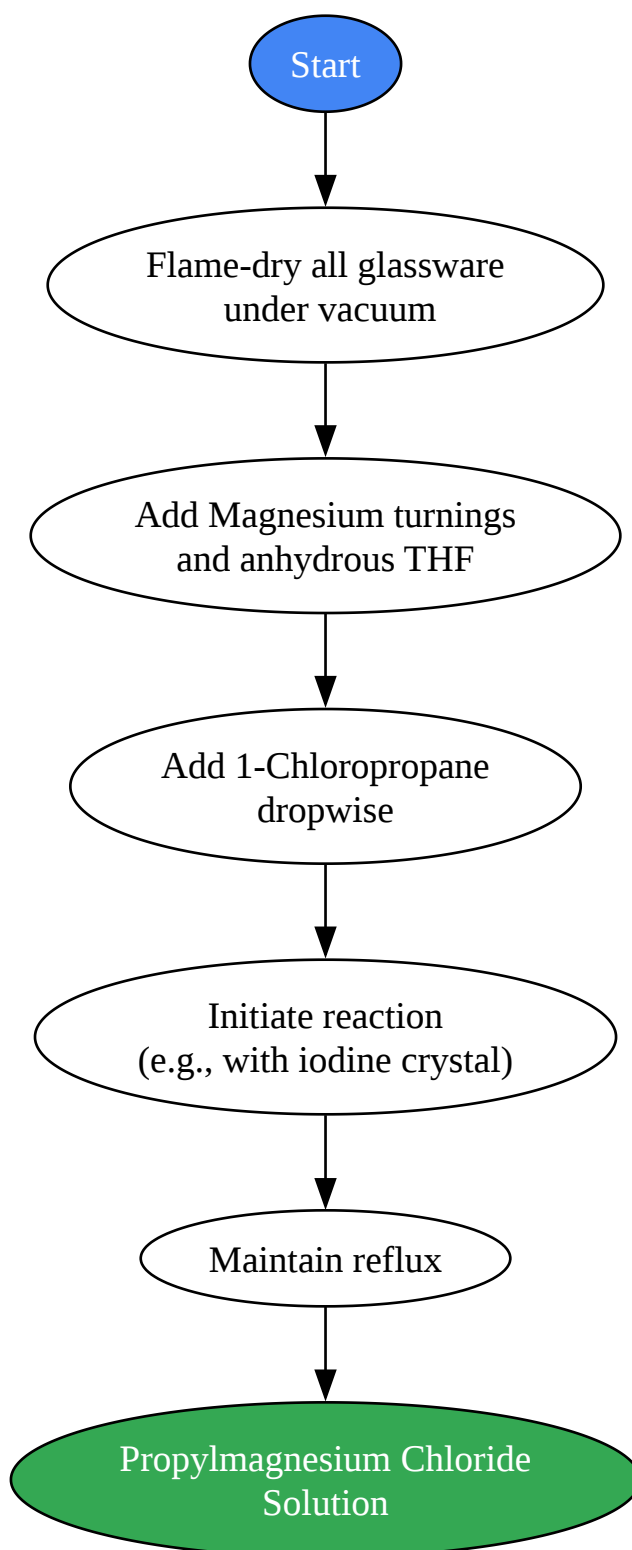 Start
Flame-dry all glassware
under vacuum
Add Magnesium turnings
and anhydrous THF
Add 1-Chloropropane
dropwise
Initiate reaction
(e.g., with iodine crystal)
Maintain reflux
Propylmagnesium Chloride
Solution